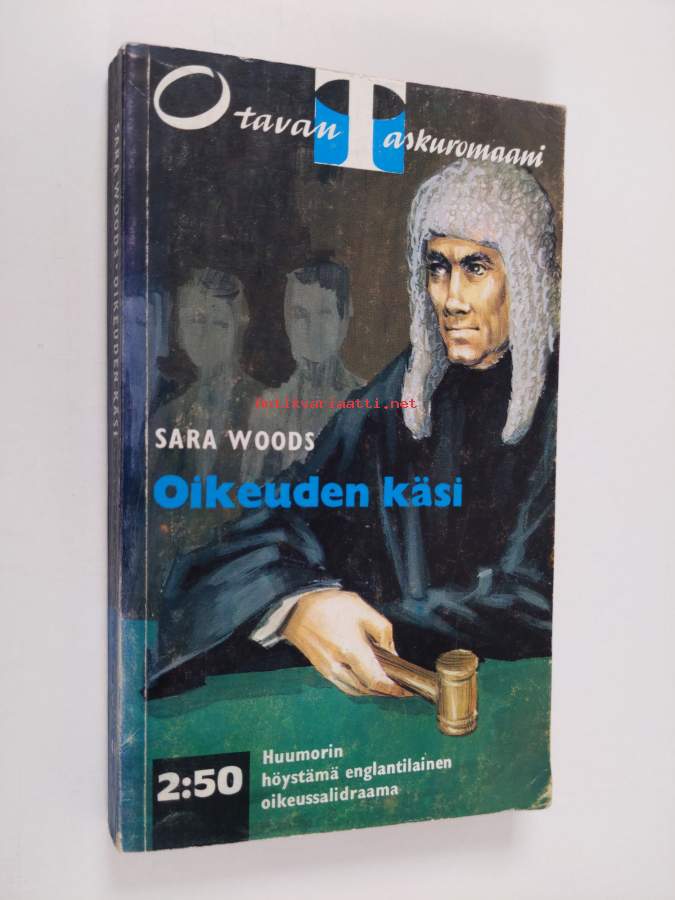 Otavan Taskuromaani
SARA WOODS - OIKEUDEN KÄSI
antikvariaatti.net
SARA WOODS
Oikeuden käsi
2:50
Huumorin
höystämä englantilainen
oikeussalidraama